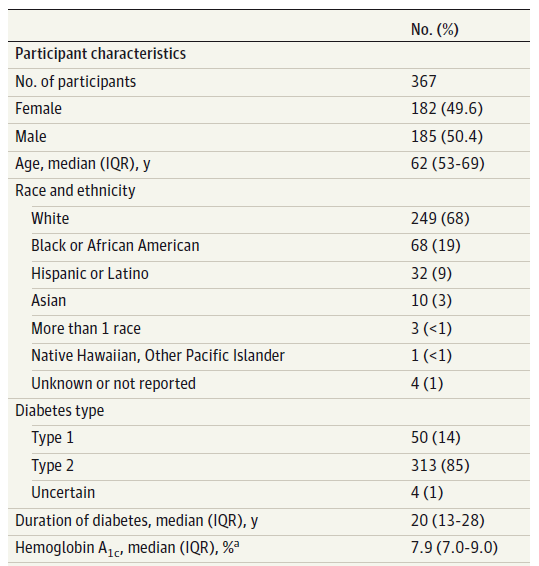 No. (%)
Participant characteristics
No. of participants 367
Female 182 (49.6)
Male 185 (50.4)
Age, median (IQR), y 62 (53-69)
Race and ethnicity
White 249 (68)
Black or African American 68 (19)
Hispanic or Latino 32 (9)
Asian 10 (3)
More than 1 race 3 (<1)
Native Hawaiian, Other Pacific Islander 1 (<1)
Unknown or not reported 4 (1)
Diabetes type
Type 1 50 (14)
Type 2 313 (85)
Uncertain 4 (1)
Duration of diabetes, median (IQR), y 20 (13-28)
Hemoglobin A1c, median (IQR), %a 7.9 (7.0-9.0)